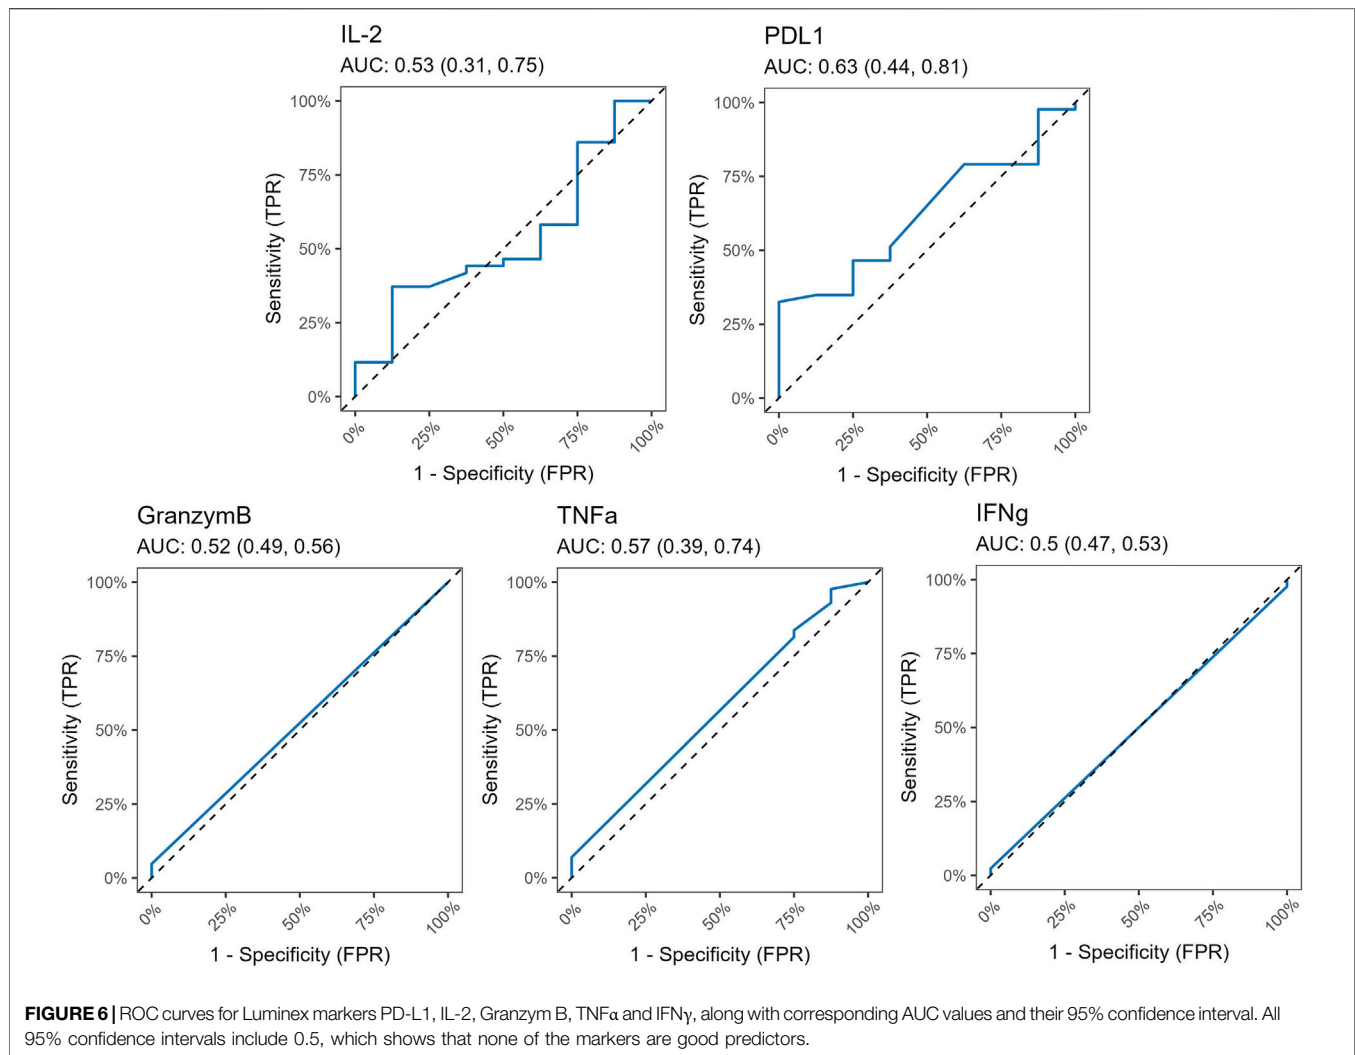 IL-2
AUC: 0.53 (0.31, 0.75)
100%
75%
50%
25%
0%
Sensitivity (TPR)
0%
25%
50%
75%
100%
1 - Specificity (FPR)
PDL1
AUC: 0.63 (0.44, 0.81)
100%
75%
50%
25%
0%
Sensitivity (TPR)
0%
25%
50%
75%
100%
1 - Specificity (FPR)
GranzymB
AUC: 0.52 (0.49, 0.56)
100%
75%
50%
25%
0%
Sensitivity (TPR)
0%
25%
50%
75%
100%
1 - Specificity (FPR)
TNFa
AUC: 0.57 (0.39, 0.74)
100%
75%
50%
25%
0%
Sensitivity (TPR)
0%
25%
50%
75%
100%
1 - Specificity (FPR)
IFNg
AUC: 0.5 (0.47, 0.53)
100%
75%
50%
25%
0%
Sensitivity (TPR)
0%
25%
50%
75%
100%
1 - Specificity (FPR)
FIGURE 6 | ROC curves for Luminex markers PD-L1, IL-2, Granzym B, TNFα and IFNγ, along with corresponding AUC values and their 95% confidence interval. All
95% confidence intervals include 0.5, which shows that none of the markers are good predictors.